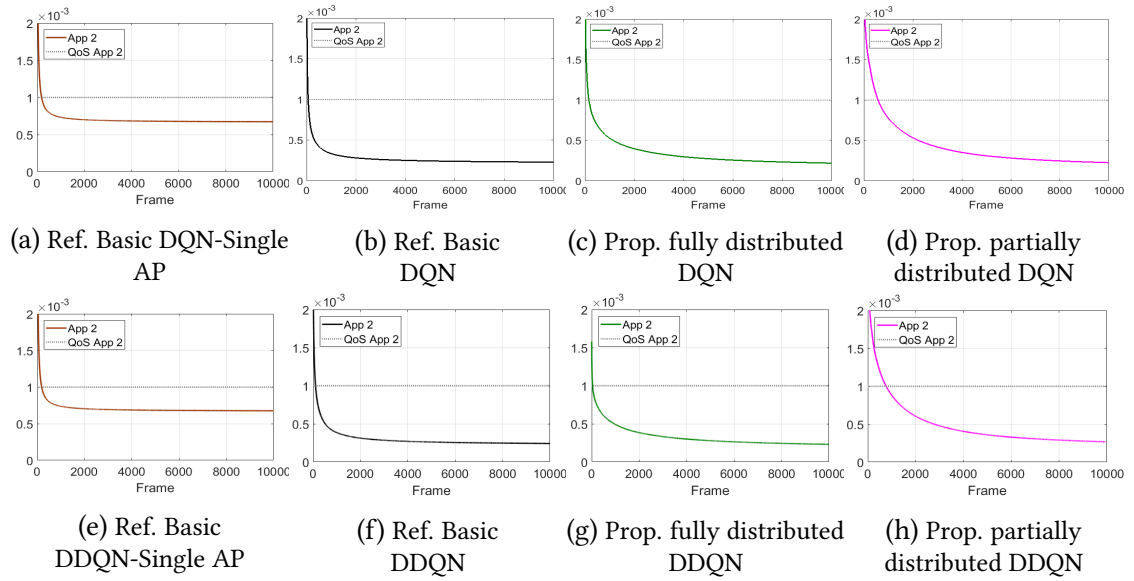 ×10⁻³
2
1.5
1
0.5
0
App 2
QoS App 2
0 2000 4000 6000 8000 10000
Frame
(a) Ref. Basic DQN-Single
AP
×10⁻³
2
1.5
1
0.5
0
App 2
QoS App 2
0 2000 4000 6000 8000 10000
Frame
(b) Ref. Basic
DQN
×10⁻³
2
1.5
1
0.5
0
App 2
QoS App 2
0 2000 4000 6000 8000 10000
Frame
(c) Prop. fully distributed
DQN
×10⁻³
2
1.5
1
0.5
0
App 2
QoS App 2
0 2000 4000 6000 8000 10000
Frame
(d) Prop. partially
distributed DQN
×10⁻³
2
1.5
1
0.5
0
App 2
QoS App 2
0 2000 4000 6000 8000 10000
Frame
(e) Ref. Basic
DDQN-Single AP
×10⁻³
2
1.5
1
0.5
0
App 2
QoS App 2
0 2000 4000 6000 8000 10000
Frame
(f) Ref. Basic
DDQN
×10⁻³
2
1.5
1
0.5
0
App 2
QoS App 2
0 2000 4000 6000 8000 10000
Frame
(g) Prop. fully distributed
DDQN
×10⁻³
2
1.5
1
0.5
0
App 2
QoS App 2
0 2000 4000 6000 8000 10000
Frame
(h) Prop. partially
distributed DDQN